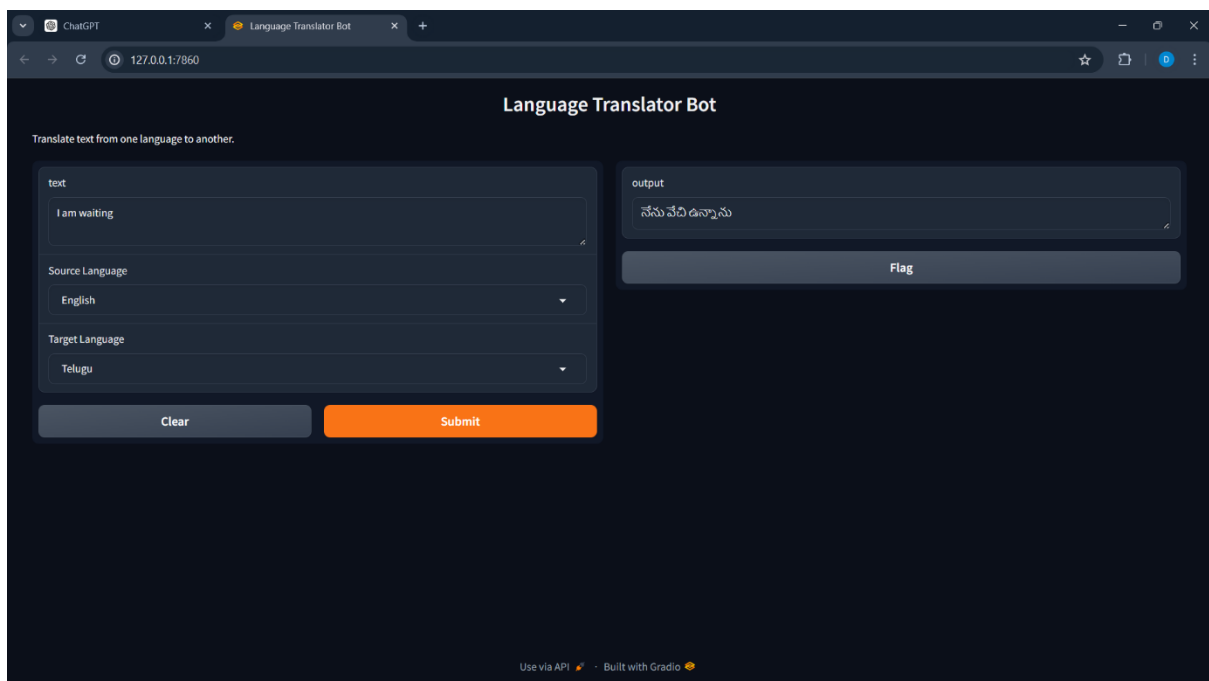 ChatGPT
Language Translator Bot
127.0.0.1:7860
D
Language Translator Bot
Translate text from one language to another.
text
I am waiting
Source Language
English
Target Language
Telugu
Clear
Submit
output
నేను వేచి ఉన్నాను
Flag
Use via API · Built with Gradio